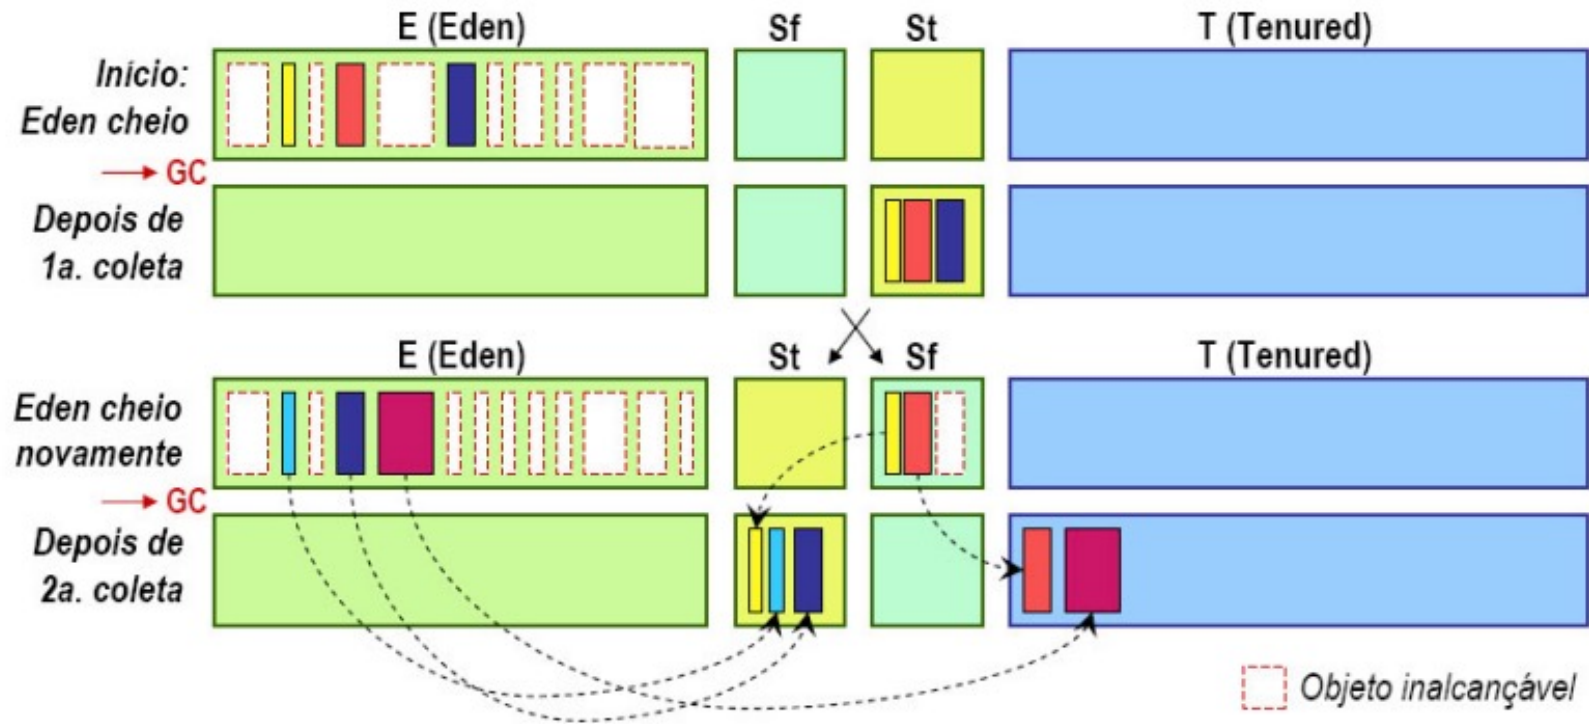 E (Eden) Sf St T (Tenured)
Início:
Eden cheio
GC
Depois de
1a. coleta
E (Eden) St Sf T (Tenured)
Eden cheio
novamente
GC
Depois de
2a. coleta
Objeto inalcançável